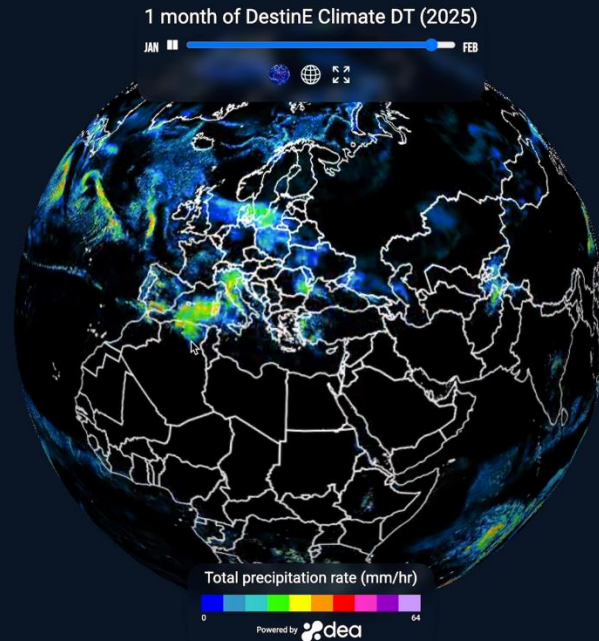 1 month of DestinE Climate DT (2025)
JAN FEB
Total precipitation rate (mm/hr)
0 64
Powered by dea